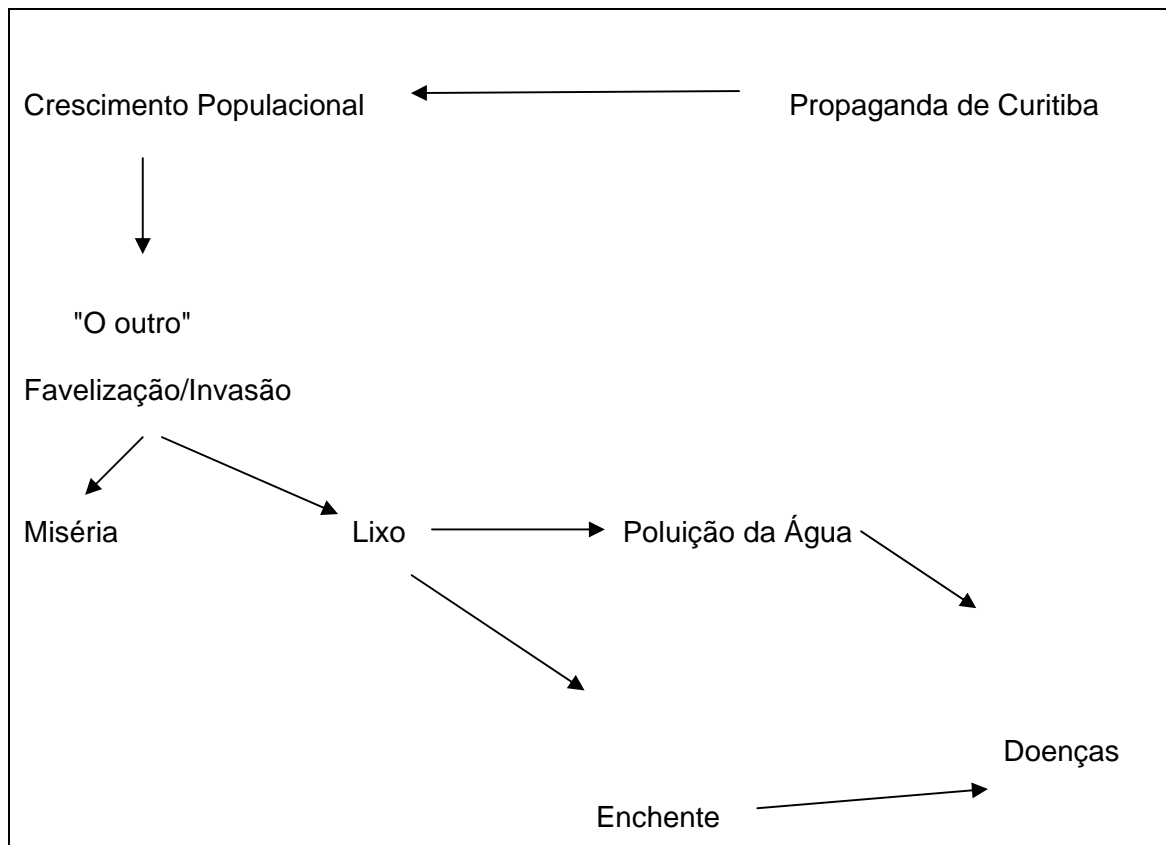 Crescimento Populacional
Propaganda de Curitiba
"O outro"
Favelização/Invasão
Miséria
Lixo
Poluição da Água
Doenças
Enchente